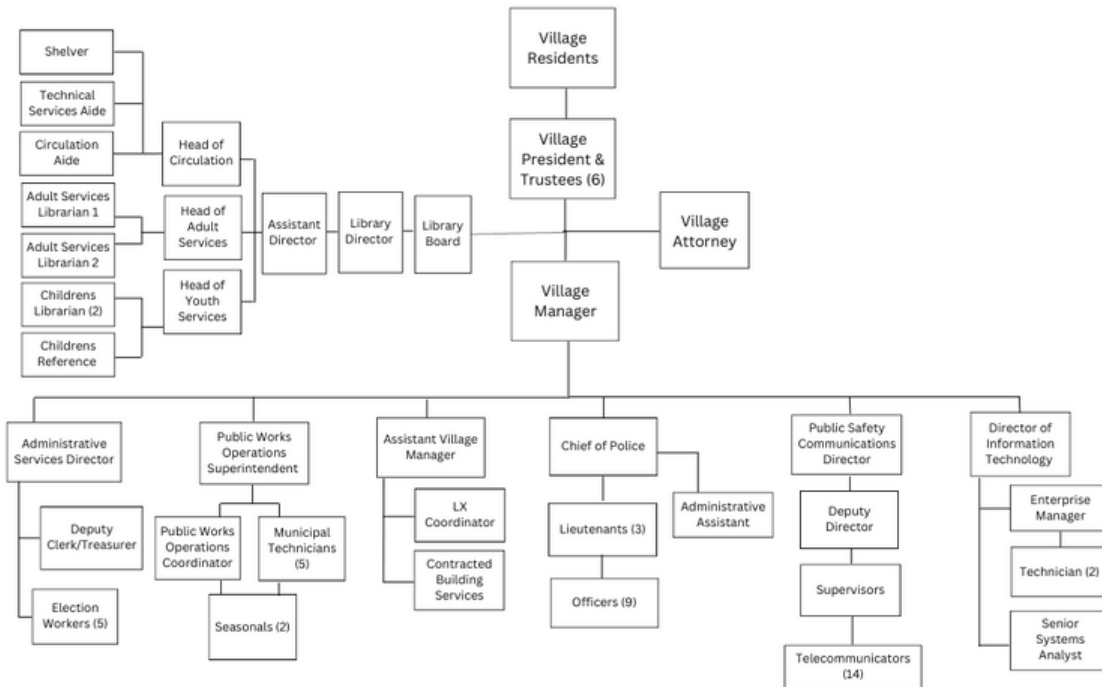 Village
Residents
Village
President &
Trustees (6)
Village
Attorney
Village
Manager
Library
Board
Library
Director
Assistant
Director
Head of
Circulation
Shelver
Technical
Services Aide
Circulation
Aide
Head of
Adult
Services
Adult Services
Librarian 1
Adult Services
Librarian 2
Head of
Youth
Services
Childrens
Librarian (2)
Childrens
Reference
Administrative
Services Director
Deputy
Clerk/Treasurer
Election
Workers (5)
Public Works
Operations
Superintendent
Public Works
Operations
Coordinator
Municipal
Technicians
(5)
Seasonals (2)
Assistant Village
Manager
LX
Coordinator
Contracted
Building
Services
Chief of Police
Administrative
Assistant
Lieutenants (3)
Officers (9)
Public Safety
Communications
Director
Deputy
Director
Supervisors
Telecommunicators
(14)
Director of
Information
Technology
Enterprise
Manager
Technician (2)
Senior
Systems
Analyst